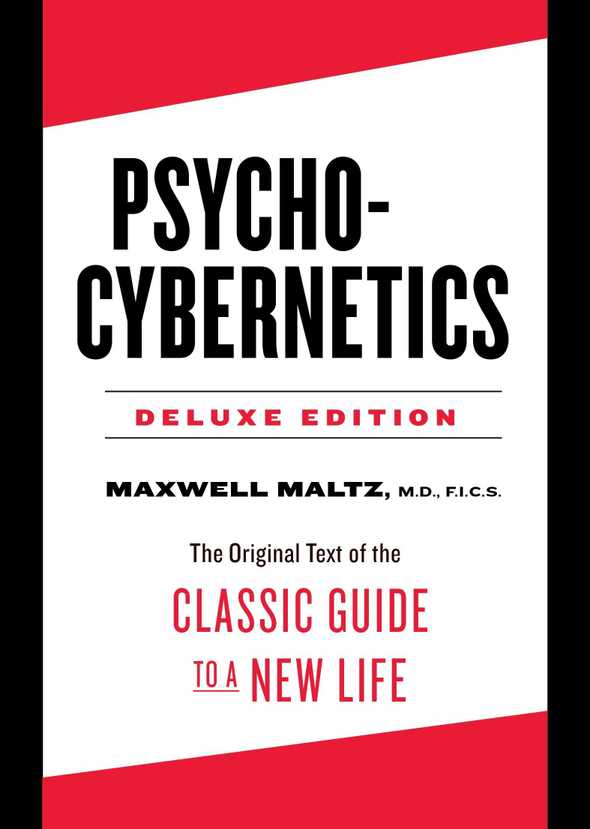 PSYCHO-
CYBERNETICS
DELUXE EDITION
MAXWELL MALTZ, M.D., F.I.C.S.
The Original Text of the
CLASSIC GUIDE
TO A NEW LIFE